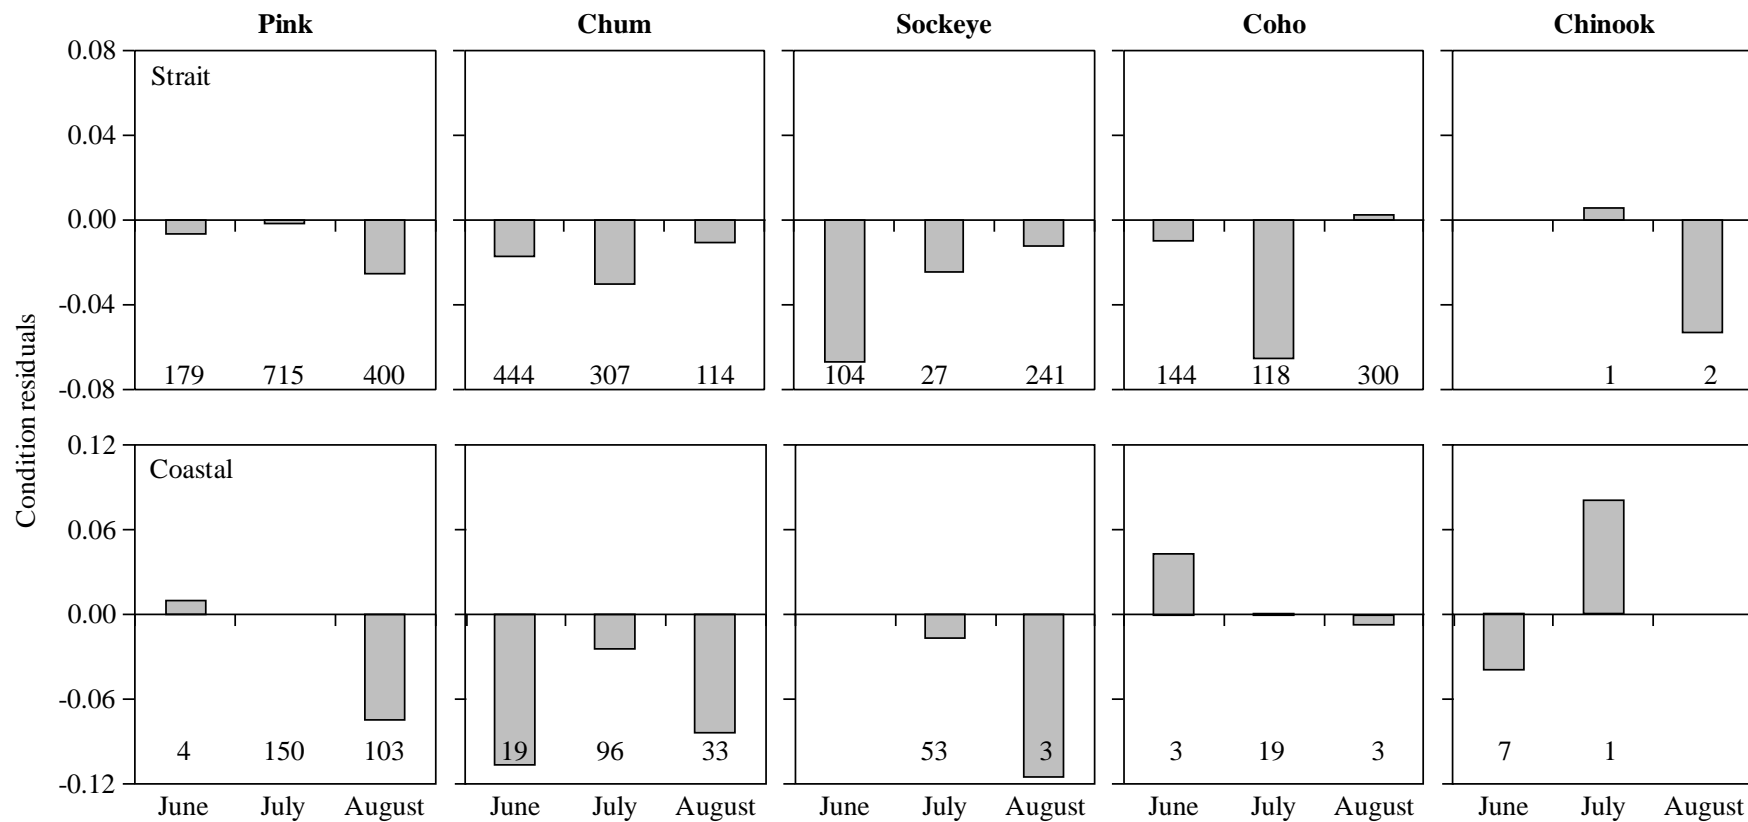 Pink Chum Sockeye Coho Chinook
Condition residuals
0.08
Strait
0.04
0.00
-0.04
179 715 400 444 307 114 104 27 241 144 118 300 1 2
-0.08
0.12
Coastal
0.06
0.00
-0.06
4 150 103 19 96 33 53 3 3 19 3 7 1
-0.12
June July August June July August June July August June July August June July August